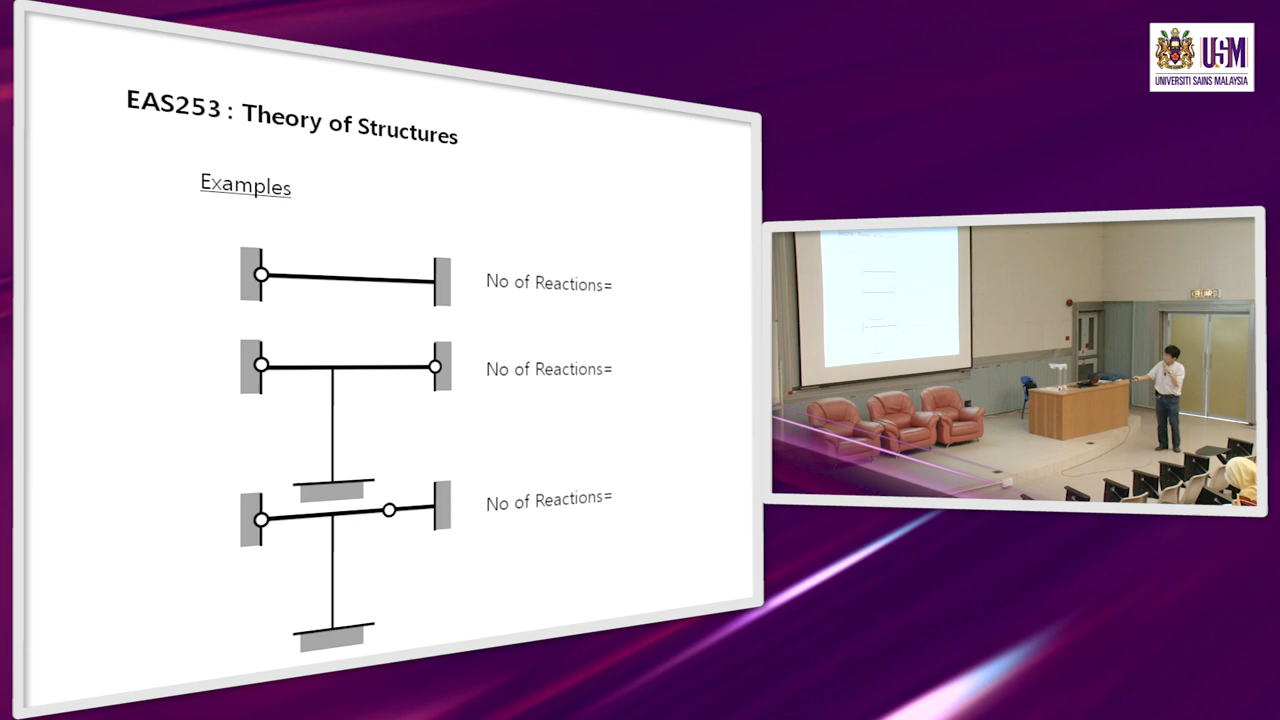 EAS253 : Theory of Structures
Examples
No of Reactions=
No of Reactions=
No of Reactions=
USM
UNIVERSITI SAINS MALAYSIA